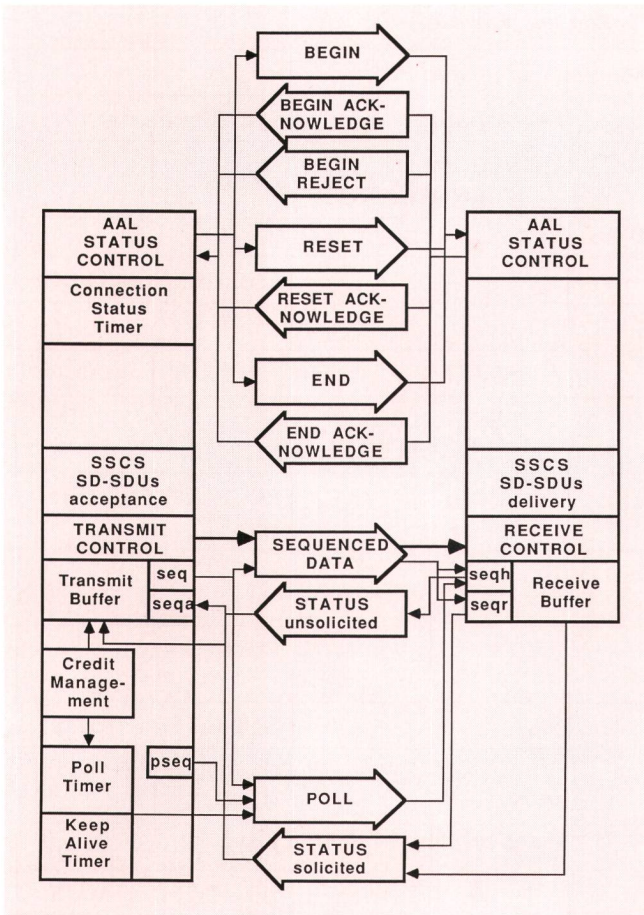 BEGIN
BEGIN ACK-
NOWLEDGE
BEGIN
REJECT
AAL
STATUS
CONTROL
RESET
AAL
STATUS
CONTROL
Connection
Status
Timer
RESET ACK-
NOWLEDGE
END
END ACK-
NOWLEDGE
SSCS
SD-SDUs
acceptance
SSCS
SD-SDUs
delivery
TRANSMIT
CONTROL
SEQUENCED
DATA
RECEIVE
CONTROL
Transmit
Buffer
seq
seqa
STATUS
unsolicited
seqh
seqr
Receive
Buffer
Credit
Manage-
ment
Poll
Timer
pseq
POLL
Keep
Alive
Timer
STATUS
solicited